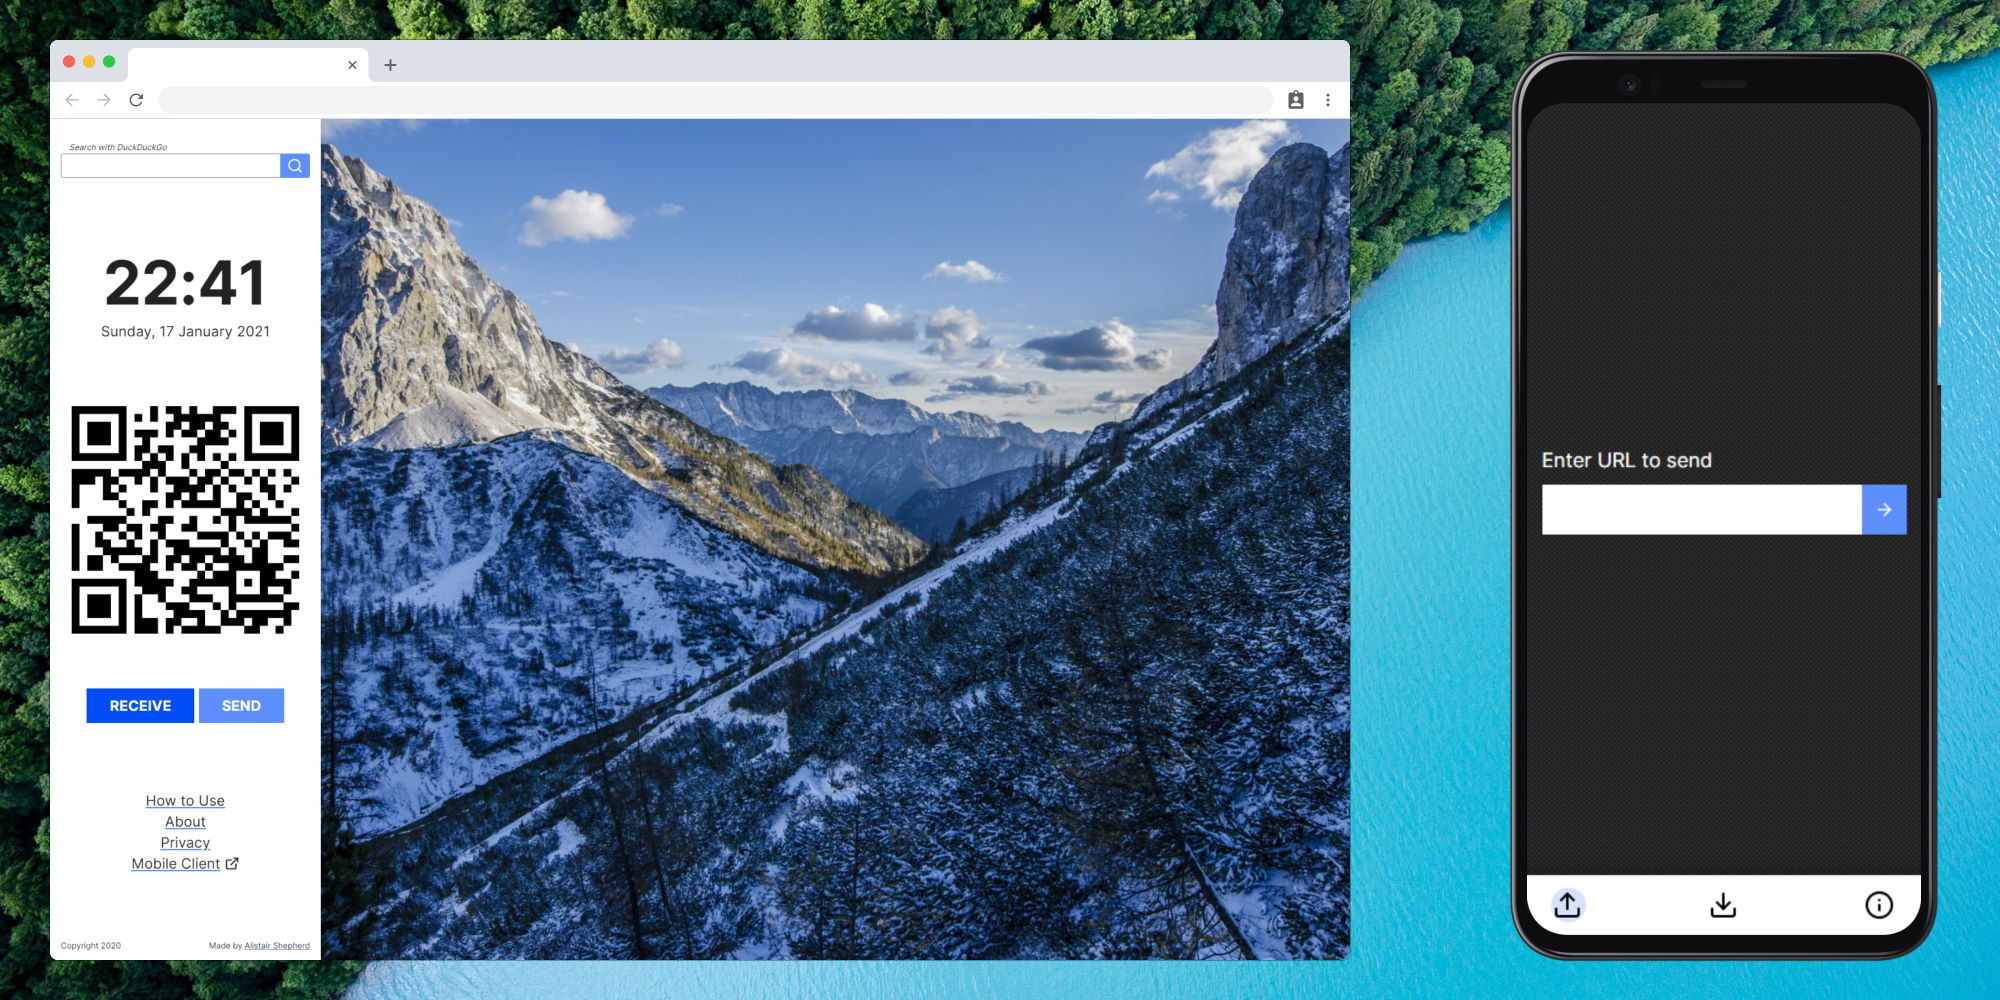 Search with DuckDuckGo
22:41
Sunday, 17 January 2021
RECEIVE
SEND
How to Use
About
Privacy
Mobile Client
Copyright 2020
Made by Alistair Shepherd
Enter URL to send